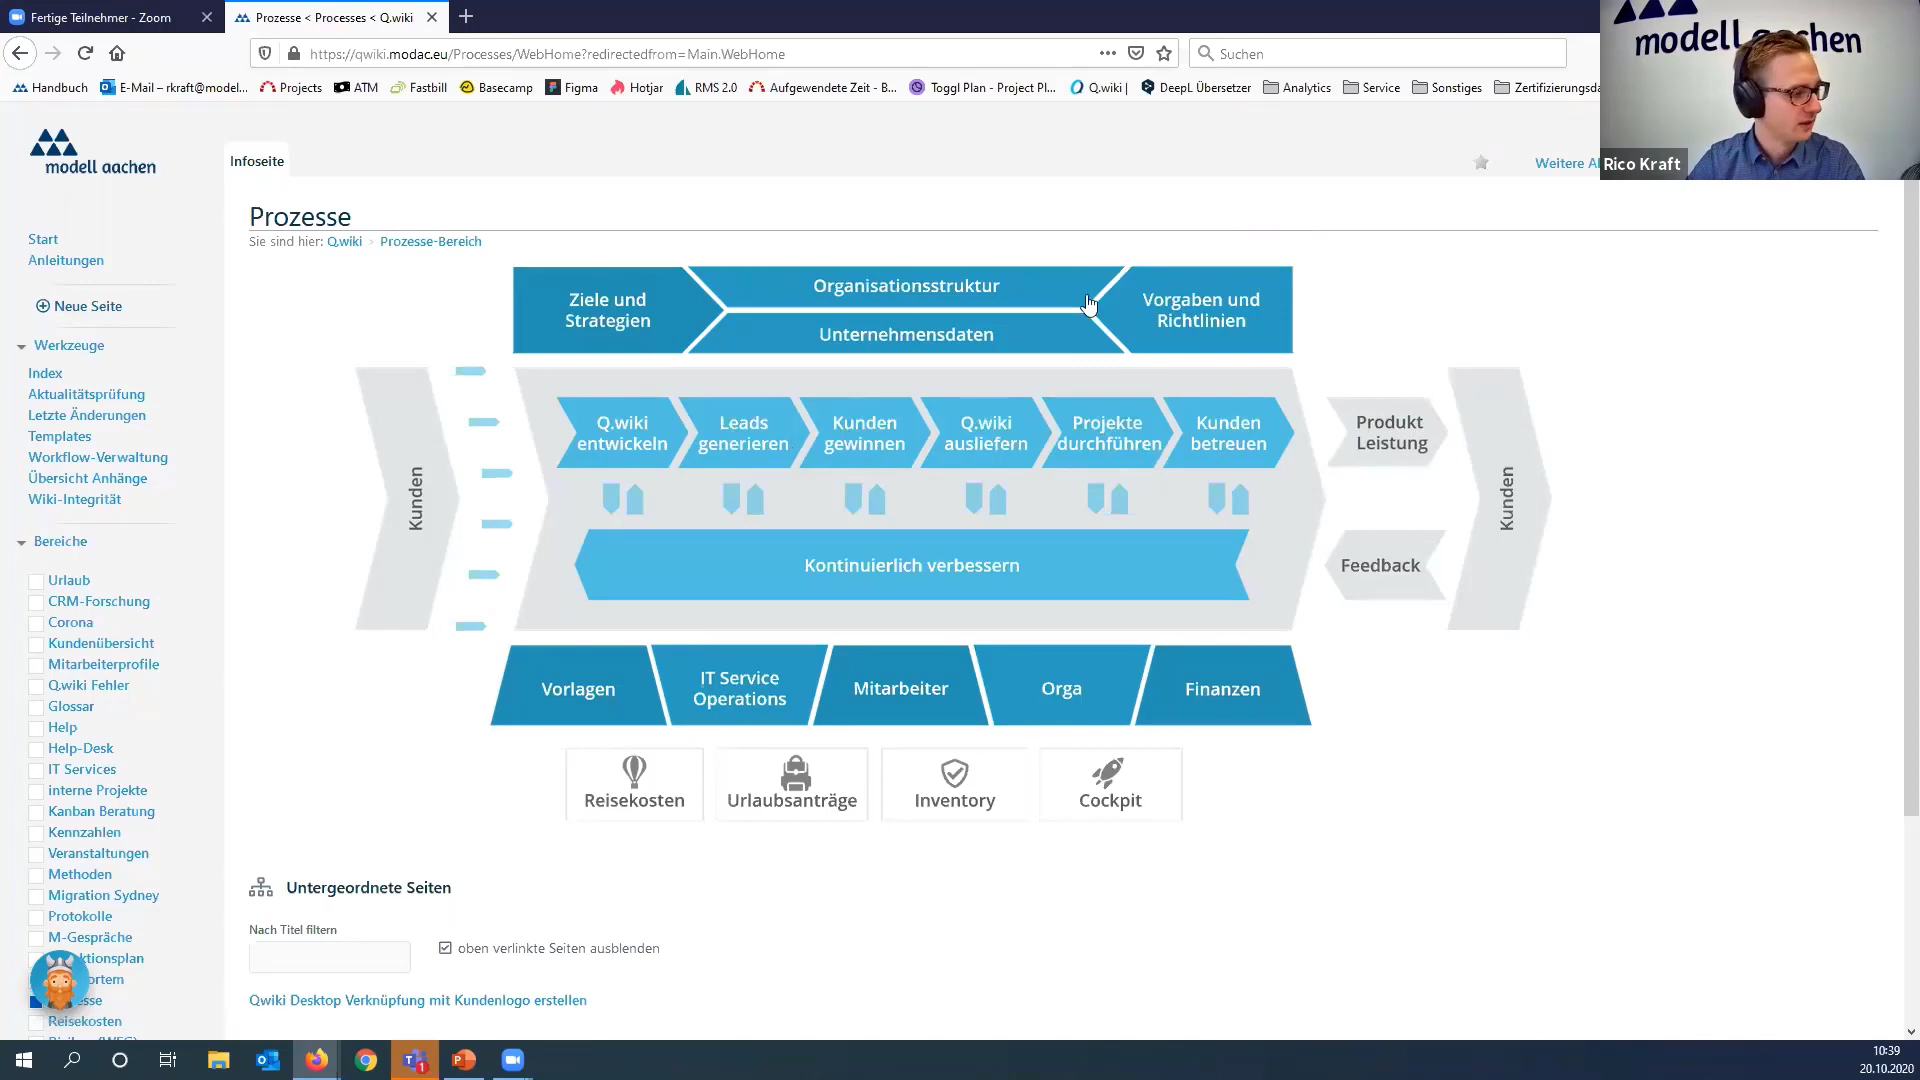 Fertige Teilnehmer - Zoom
Prozesse < Processes < Q.wiki
https://qwiki.modac.eu/Processes/WebHome?redirectedfrom=Main.WebHome
Suchen
Handbuch
E-Mail – rkraft@model...
Projects
ATM
Fastbill
Basecamp
Figma
Hotjar
RMS 2.0
Aufgewendete Zeit - B...
Toggl Plan - Project Pl...
Q.wiki |
DeepL Übersetzer
Analytics
Service
Sonstiges
Zertifizierungsda
modell aachen
Rico Kraft
modell aachen
Infoseite
Weitere A
Start
Anleitungen
Neue Seite
Werkzeuge
Index
Aktualitätsprüfung
Letzte Änderungen
Templates
Workflow-Verwaltung
Übersicht Anhänge
Wiki-Integrität
Bereiche
Urlaub
CRM-Forschung
Corona
Kundenübersicht
Mitarbeiterprofile
Q.wiki Fehler
Glossar
Help
Help-Desk
IT Services
interne Projekte
Kanban Beratung
Kennzahlen
Veranstaltungen
Methoden
Migration Sydney
Protokolle
M-Gespräche
ktionsplan
ortem
sse
Reisekosten
Prozesse
Sie sind hier: Q.wiki > Prozesse-Bereich
Ziele und
Strategien
Organisationsstruktur
Unternehmensdaten
Vorgaben und
Richtlinien
Kunden
Q.wiki
entwickeln
Leads
generieren
Kunden
gewinnen
Q.wiki
ausliefern
Projekte
durchführen
Kunden
betreuen
Produkt
Leistung
Kontinuierlich verbessern
Feedback
Kunden
Vorlagen
IT Service
Operations
Mitarbeiter
Orga
Finanzen
Reisekosten
Urlaubsanträge
Inventory
Cockpit
Untergeordnete Seiten
Nach Titel filtern
oben verlinkte Seiten ausblenden
Qwiki Desktop Verknüpfung mit Kundenlogo erstellen
1
10:39
20.10.2020